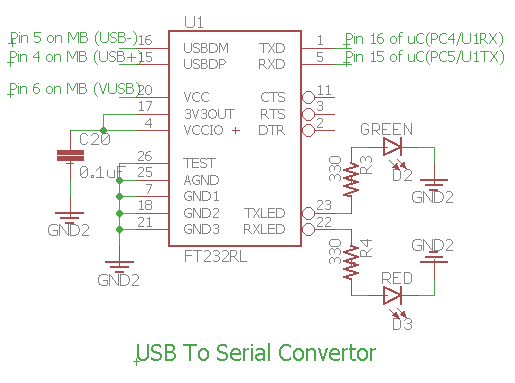 U1
Pin 5 on MB (USB-) 16 USBDM TXD 1 Pin 16 of uC(PC4/U1RX)
Pin 4 on MB (USB+) 15 USBDP RXD 5 Pin 15 of uC(PC5/U1TX)
Pin 6 on MB (VUSB) 20 VCC CTS 11
17 3V3OUT RTS 3
4 VCCIO + DTR 2
C20
0.1uF
GND2
26 TEST
25 AGND
7 GND1
18 GND2 TXLED 23
21 GND3 RXLED 22
FT232RL
GND2
GREEN
330
R3
D2
GND2
GND2
330
R4
RED
D3
USB To Serial Convertor